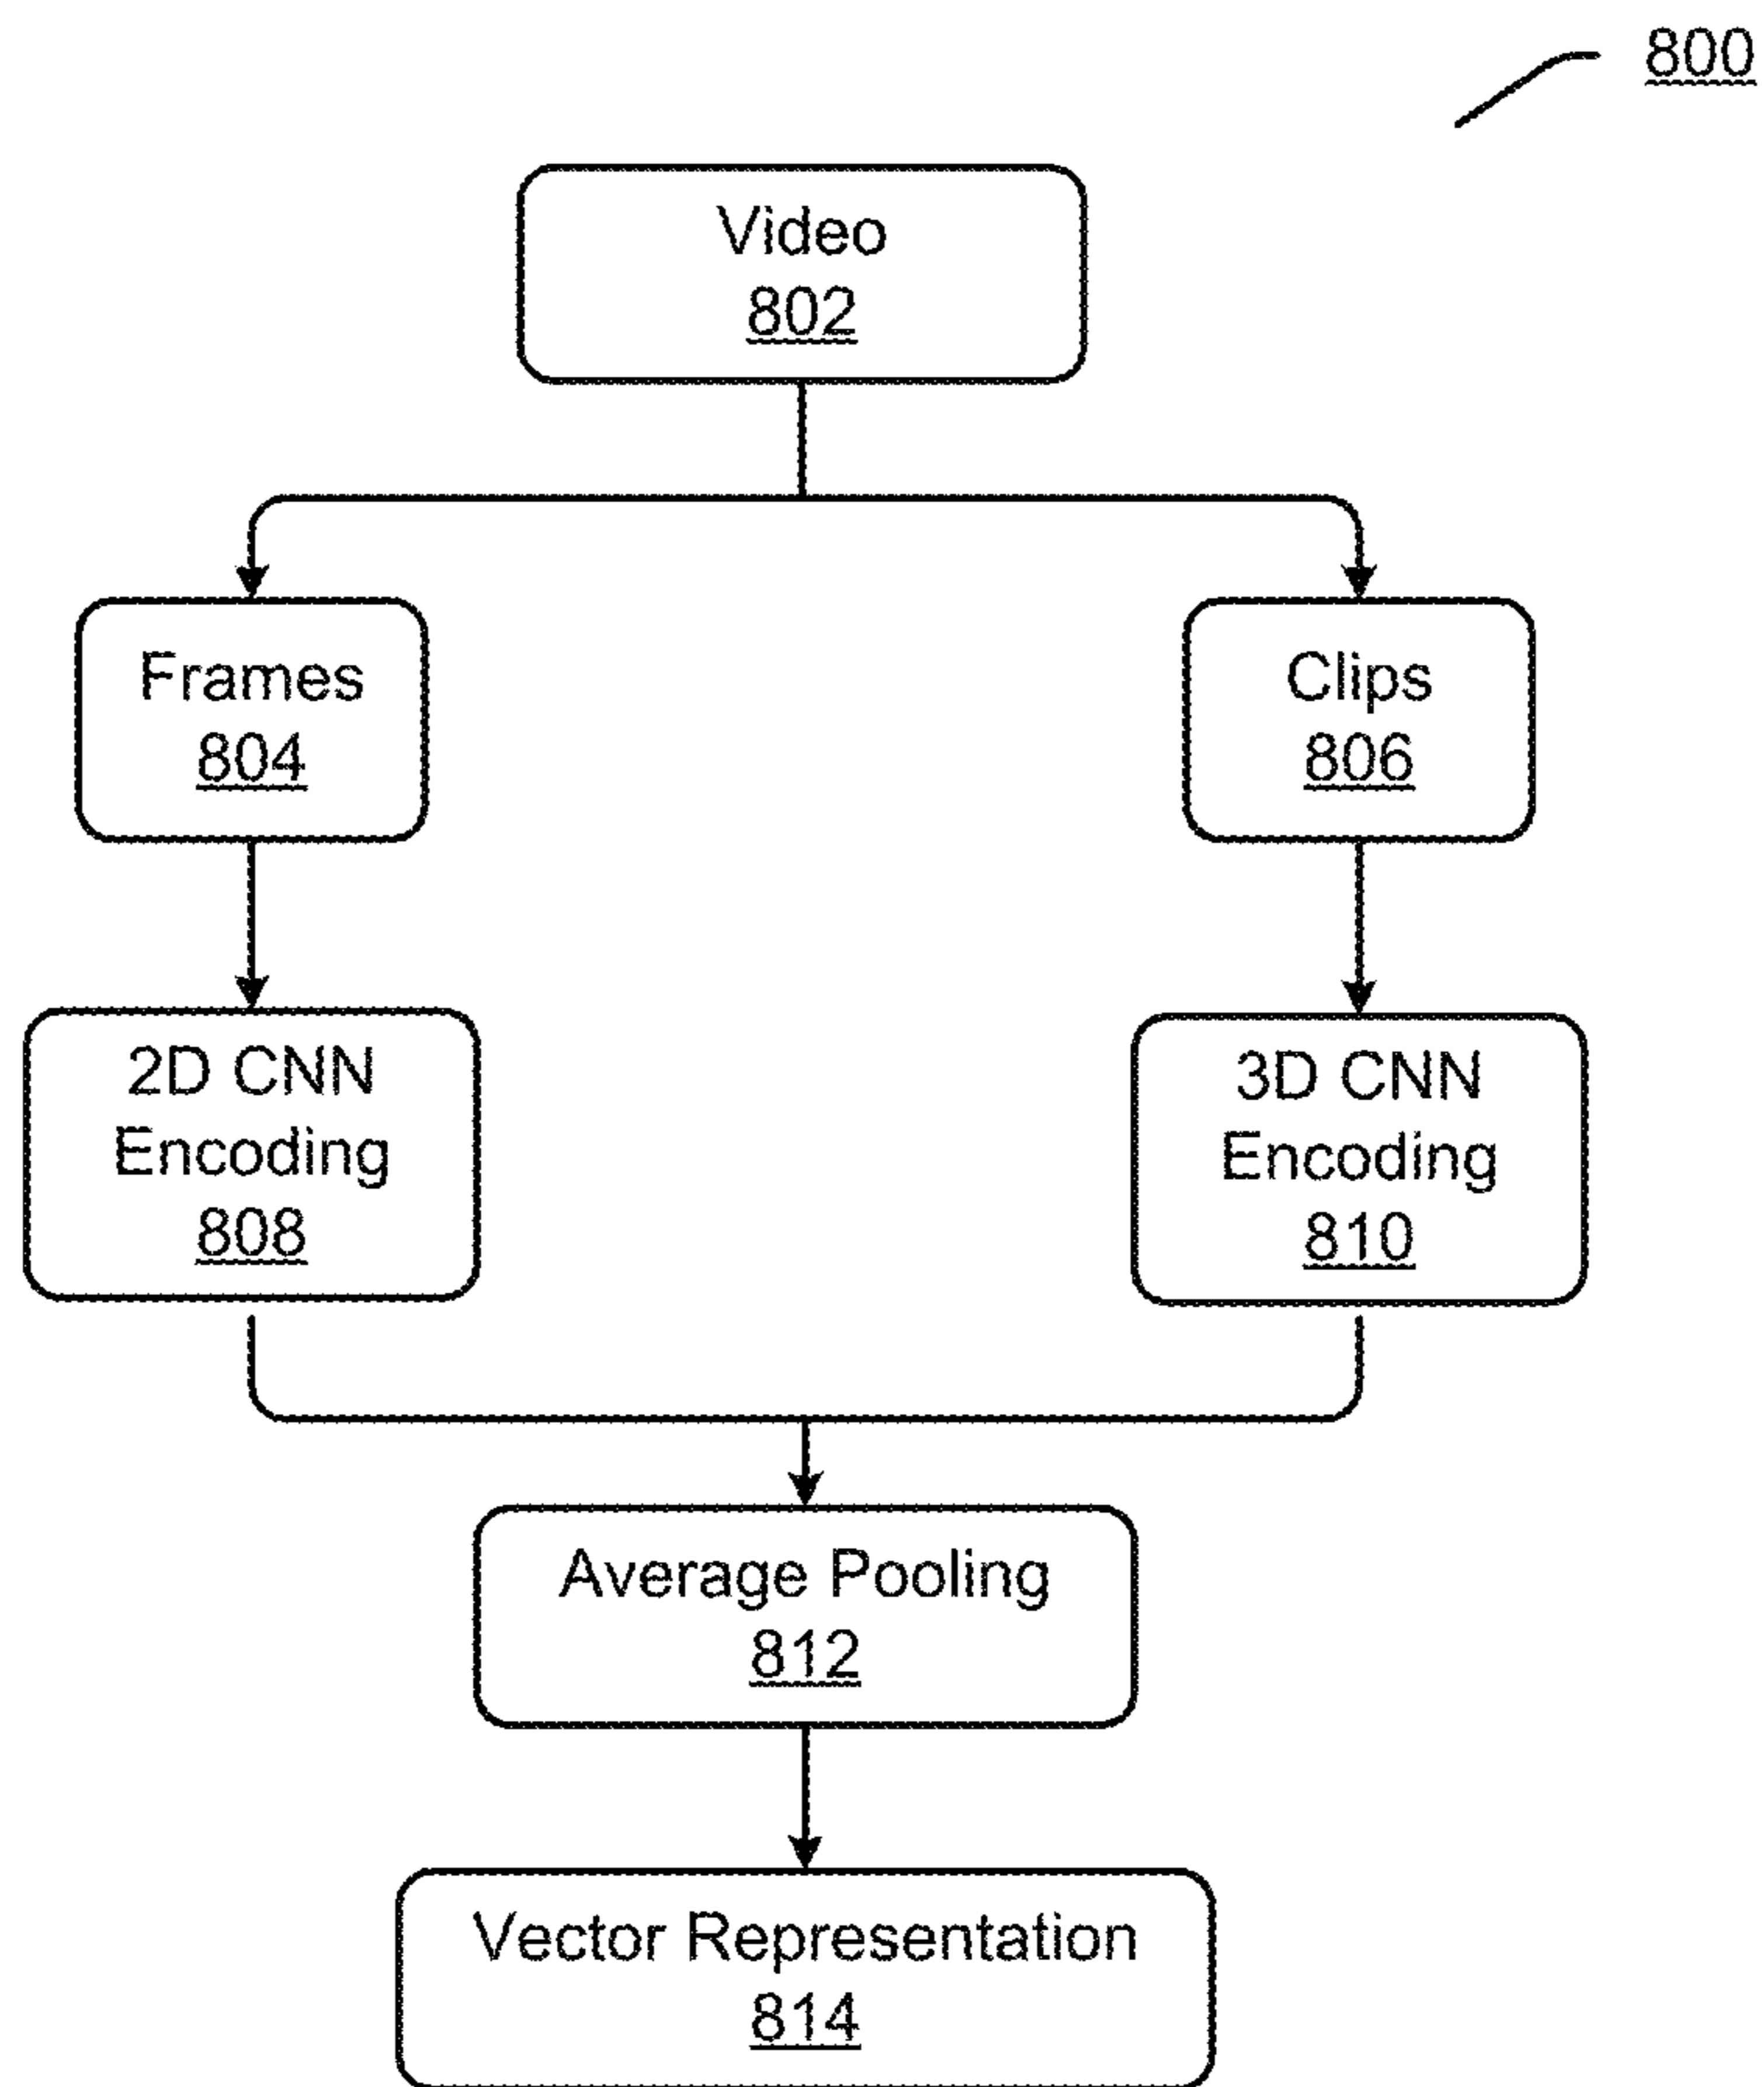 800
Video
802
Frames
804
Clips
806
2D CNN
Encoding
808
3D CNN
Encoding
810
Average Pooling
812
Vector Representation
814